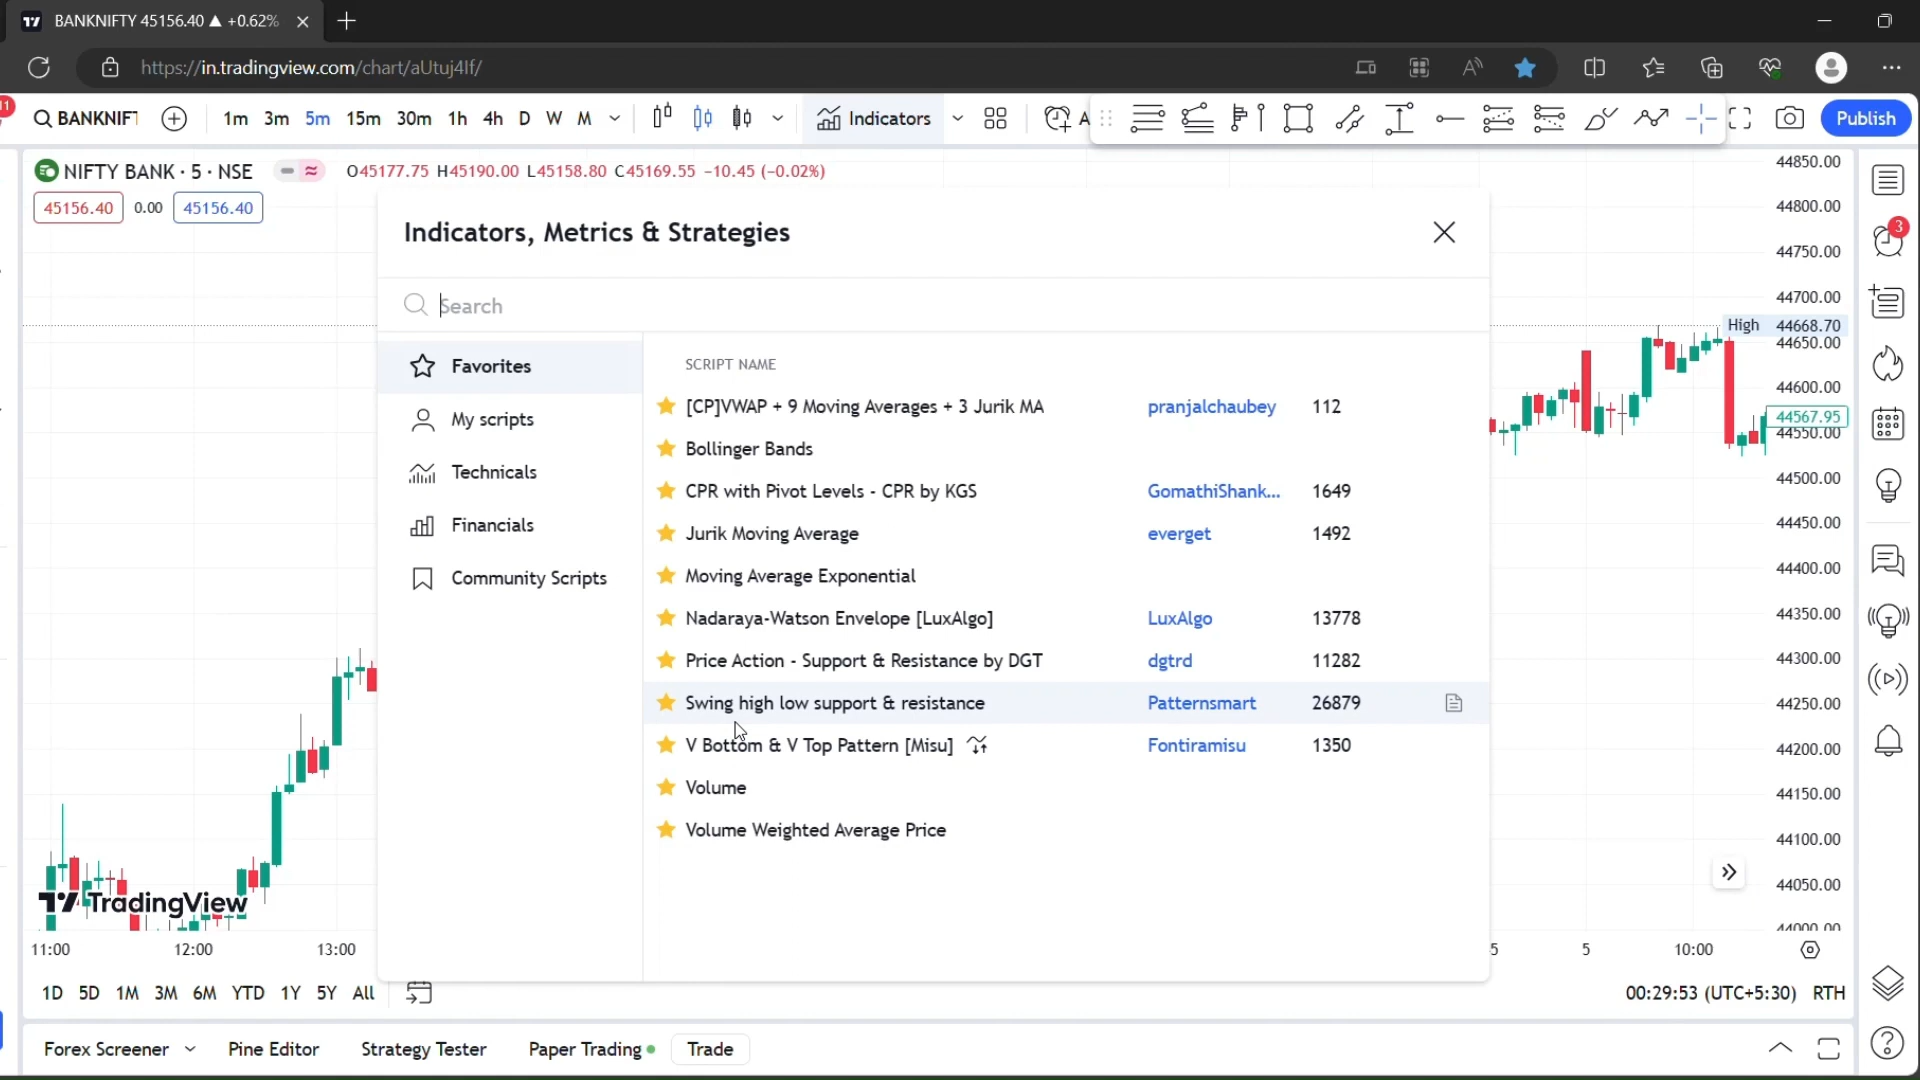 BANKNIFTY 45156.40 ▲ +0.62%
https://in.tradingview.com/chart/aUtuj4lf/
11
BANKNIFT 1m 3m 5m 15m 30m 1h 4h D W M Indicators A Publish
NIFTY BANK · 5 · NSE O45177.75 H45190.00 L45158.80 C45169.55 −10.45 (−0.02%)
45156.40 0.00 45156.40
Indicators, Metrics & Strategies
Search
Favorites
My scripts
Technicals
Financials
Community Scripts
SCRIPT NAME
[CP]VWAP + 9 Moving Averages + 3 Jurik MA pranjalchaubey 112
Bollinger Bands
CPR with Pivot Levels - CPR by KGS GomathiShank... 1649
Jurik Moving Average everget 1492
Moving Average Exponential
Nadaraya-Watson Envelope [LuxAlgo] LuxAlgo 13778
Price Action - Support & Resistance by DGT dgtrd 11282
Swing high low support & resistance Patternsmart 26879
V Bottom & V Top Pattern [Misu] Fontiramisu 1350
Volume
Volume Weighted Average Price
44850.00
44800.00
44750.00
44700.00
High 44668.70
44650.00
44600.00
44567.95
44550.00
44500.00
44450.00
44400.00
44350.00
44300.00
44250.00
44200.00
44150.00
44100.00
44050.00
44000.00
3
TradingView
11:00 12:00 13:00 5 5 10:00
1D 5D 1M 3M 6M YTD 1Y 5Y All 00:29:53 (UTC+5:30) RTH
Forex Screener Pine Editor Strategy Tester Paper Trading Trade